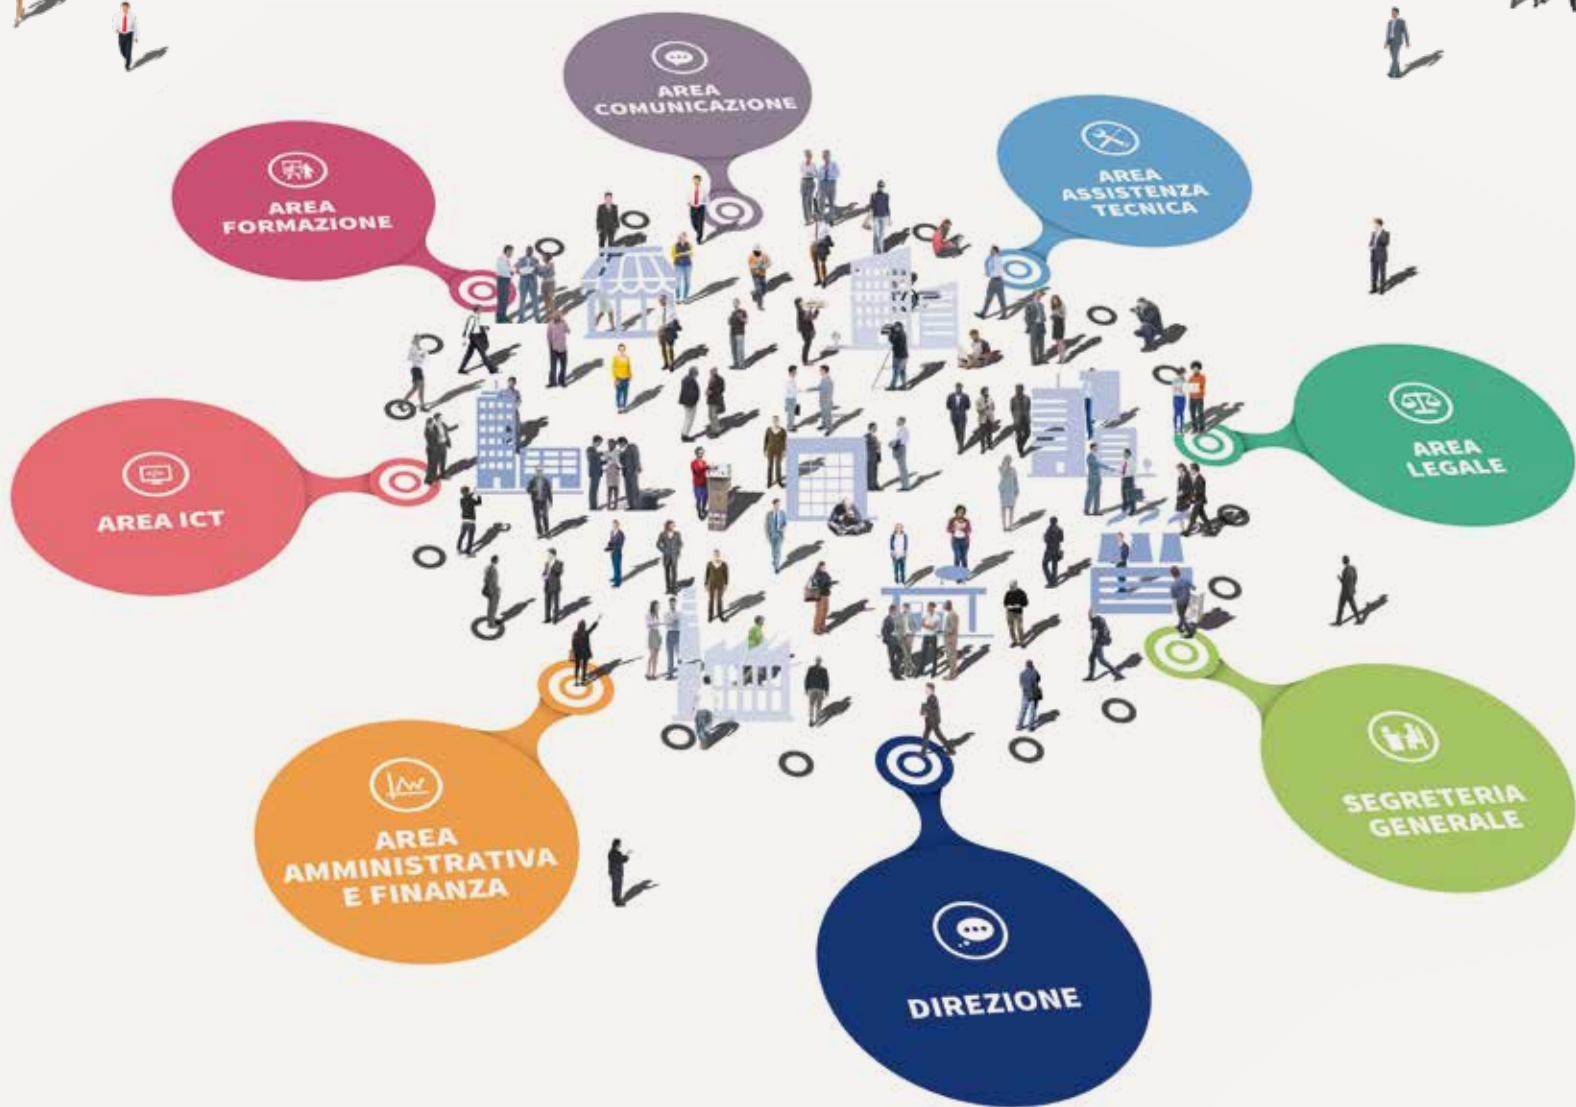 AREA
COMUNICAZIONE
AREA
ASSISTENZA
TECNICA
AREA
FORMAZIONE
AREA
LEGALE
AREA ICT
SEGRETERIA
GENERALE
AREA
AMMINISTRATIVA
E FINANZA
DIREZIONE